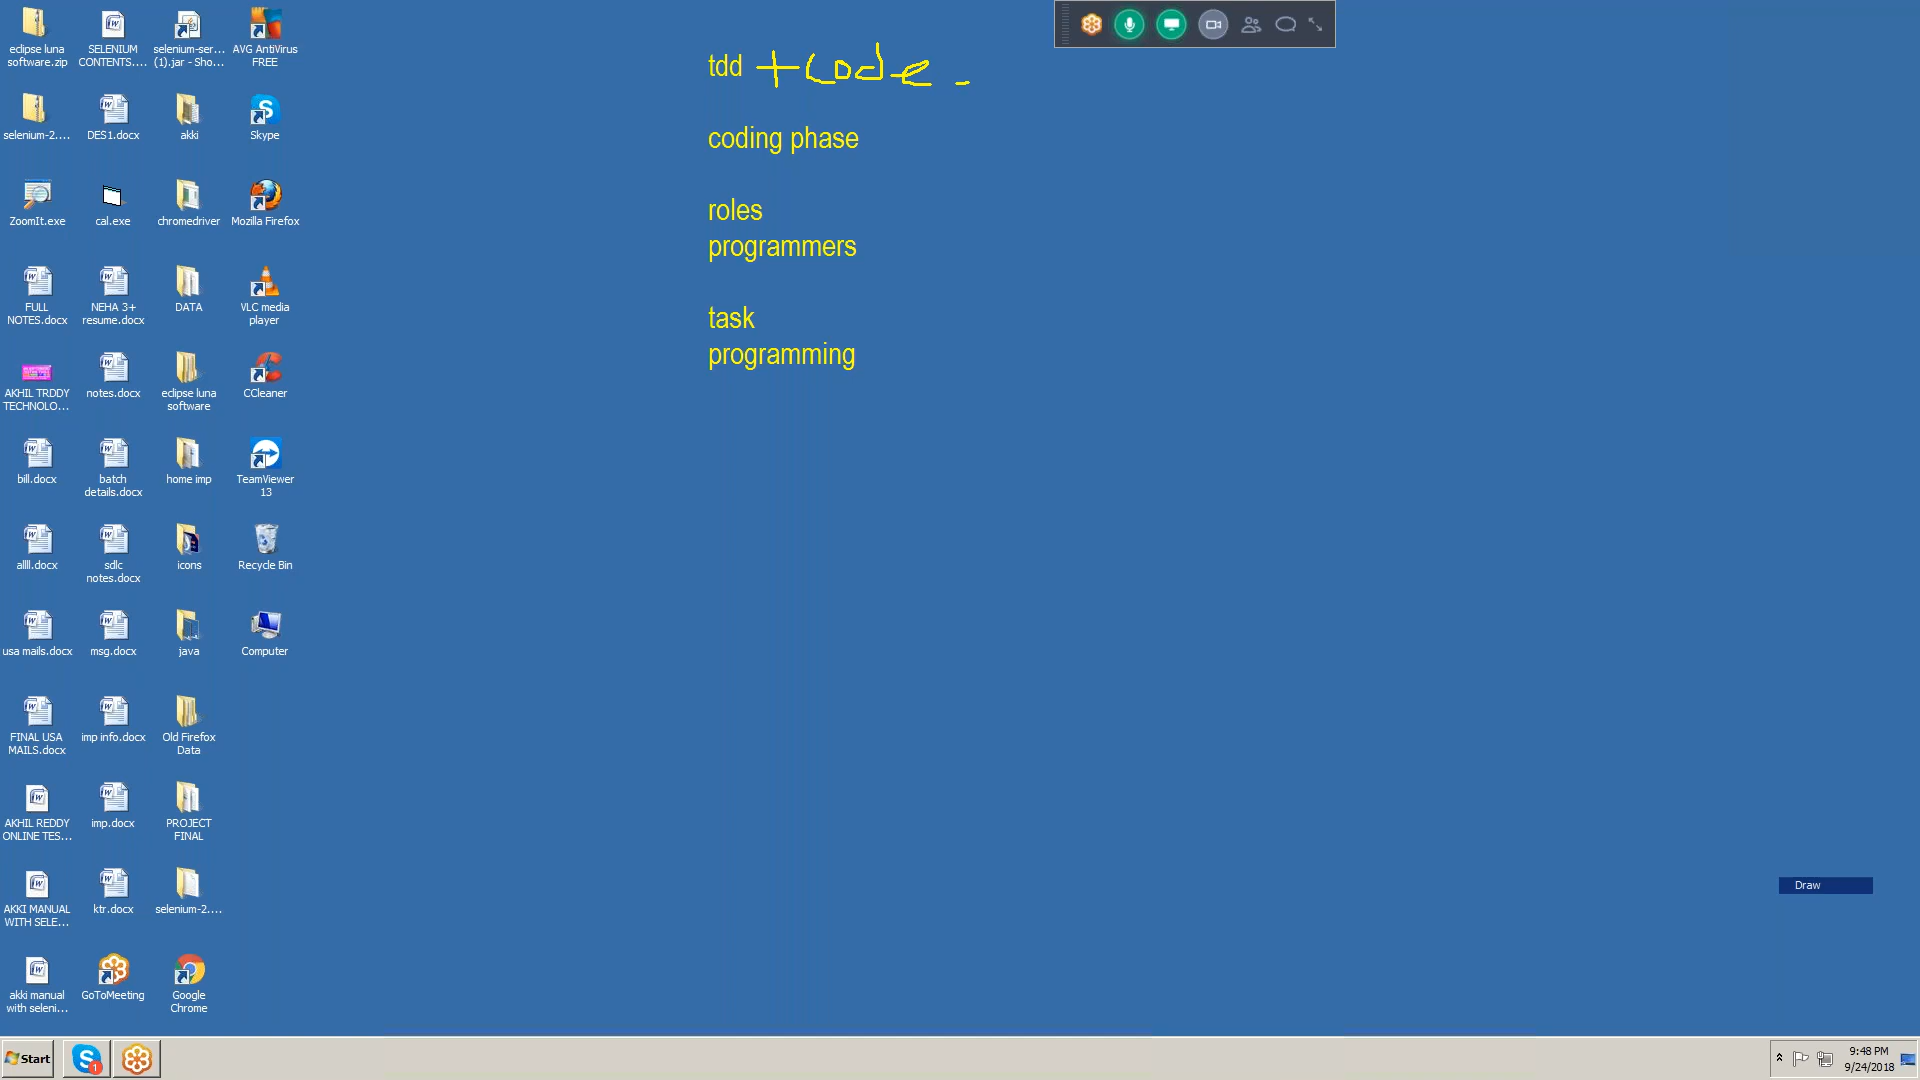 eclipse luna
software.zip
SELENIUM
CONTENTS....
selenium-ser...
(1).jar - Sho...
AVG AntiVirus
FREE
tdd +Code -
selenium-2....
DES1.docx
akki
Skype
coding phase
ZoomIt.exe
cal.exe
chromedriver
Mozilla Firefox
roles
programmers
FULL
NOTES.docx
NEHA 3+
resume.docx
DATA
VLC media
player
task
programming
AKHIL TRDDY
TECHNOLO...
notes.docx
eclipse luna
software
CCleaner
bill.docx
batch
details.docx
home imp
TeamViewer
13
allll.docx
sdlc
notes.docx
icons
Recycle Bin
usa mails.docx
msg.docx
java
Computer
FINAL USA
MAILS.docx
imp info.docx
Old Firefox
Data
AKHIL REDDY
ONLINE TES...
imp.docx
PROJECT
FINAL
AKKI MANUAL
WITH SELE...
ktr.docx
selenium-2....
Draw
akki manual
with seleni...
GoToMeeting
Google
Chrome
Start
1
9:48 PM
9/24/2018